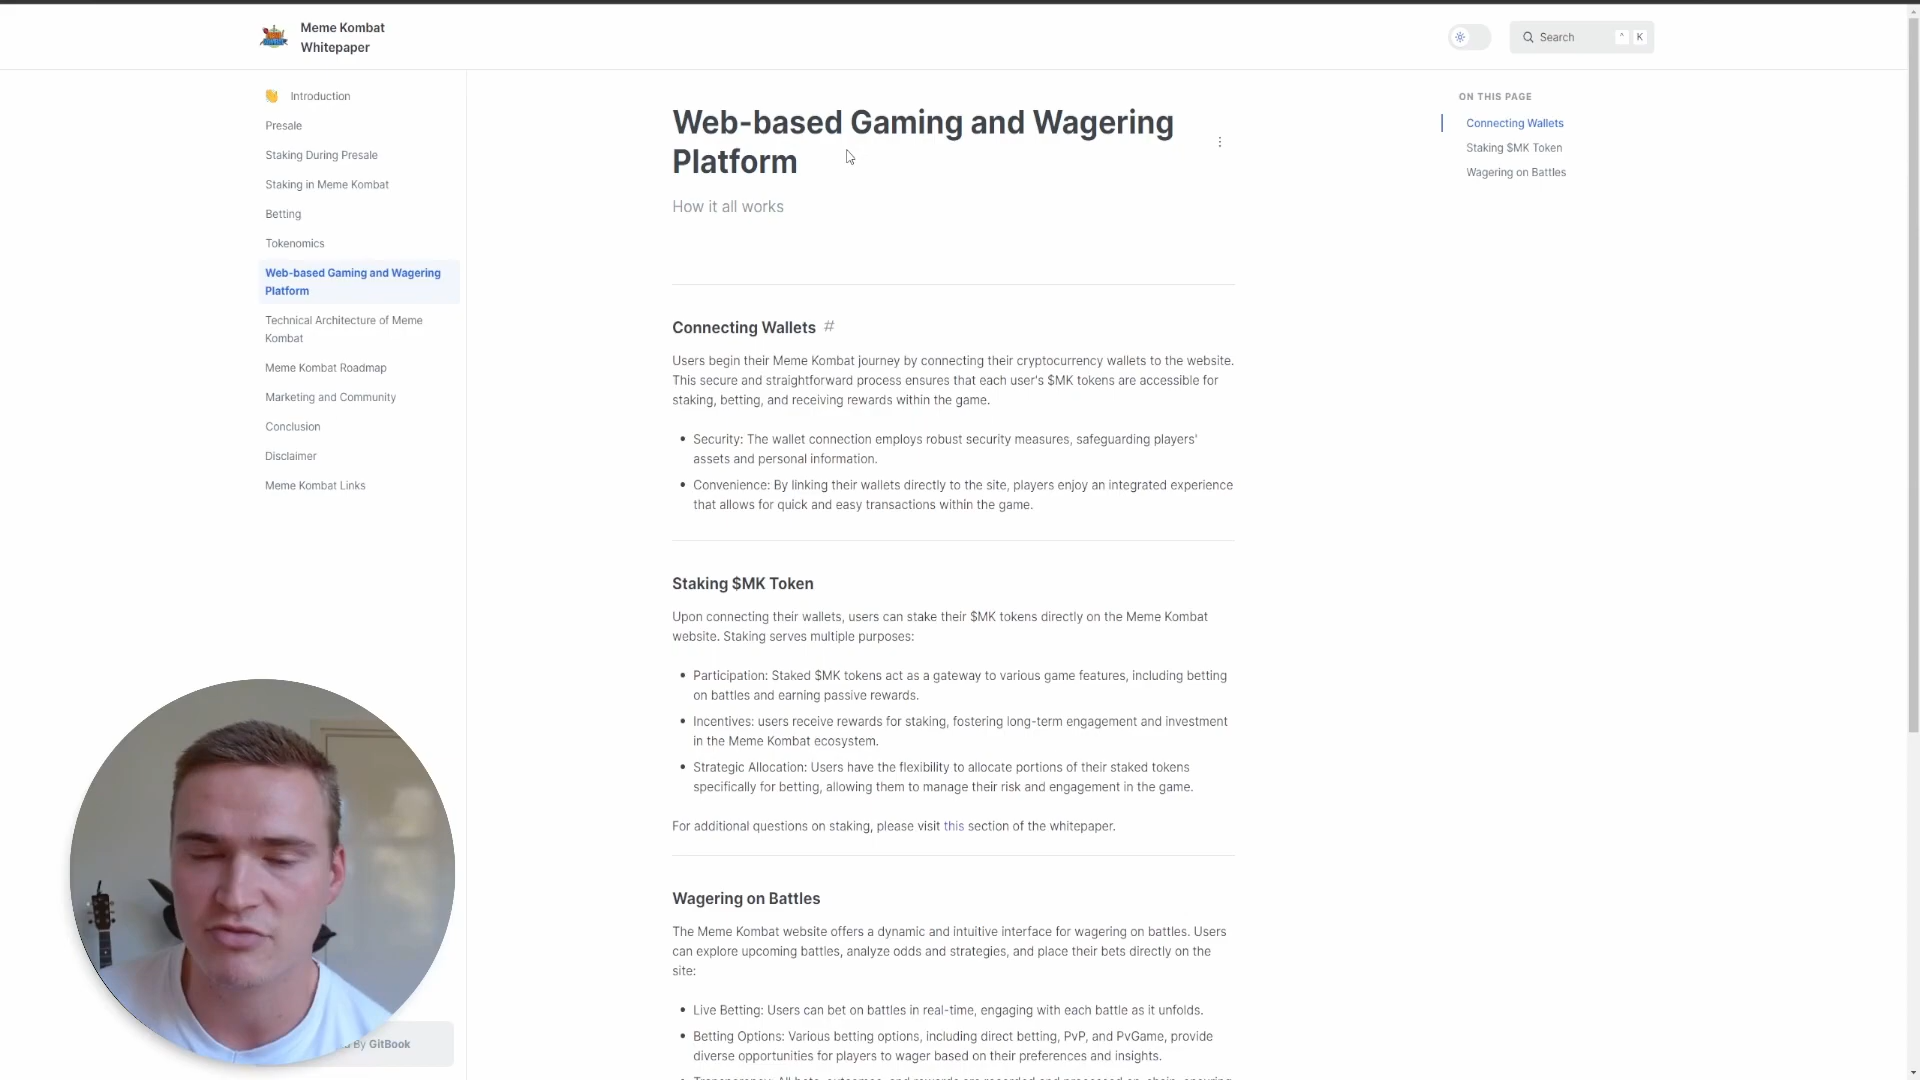 Meme Kombat
Whitepaper
Search
^ K
Introduction
Presale
Staking During Presale
Staking in Meme Kombat
Betting
Tokenomics
Web-based Gaming and Wagering
Platform
Technical Architecture of Meme
Kombat
Meme Kombat Roadmap
Marketing and Community
Conclusion
Disclaimer
Meme Kombat Links
By GitBook
Web-based Gaming and Wagering
Platform
How it all works
Connecting Wallets #
Users begin their Meme Kombat journey by connecting their cryptocurrency wallets to the website.
This secure and straightforward process ensures that each user's $MK tokens are accessible for
staking, betting, and receiving rewards within the game.
• Security: The wallet connection employs robust security measures, safeguarding players'
assets and personal information.
• Convenience: By linking their wallets directly to the site, players enjoy an integrated experience
that allows for quick and easy transactions within the game.
Staking $MK Token
Upon connecting their wallets, users can stake their $MK tokens directly on the Meme Kombat
website. Staking serves multiple purposes:
• Participation: Staked $MK tokens act as a gateway to various game features, including betting
on battles and earning passive rewards.
• Incentives: users receive rewards for staking, fostering long-term engagement and investment
in the Meme Kombat ecosystem.
• Strategic Allocation: Users have the flexibility to allocate portions of their staked tokens
specifically for betting, allowing them to manage their risk and engagement in the game.
For additional questions on staking, please visit this section of the whitepaper.
Wagering on Battles
The Meme Kombat website offers a dynamic and intuitive interface for wagering on battles. Users
can explore upcoming battles, analyze odds and strategies, and place their bets directly on the
site:
• Live Betting: Users can bet on battles in real-time, engaging with each battle as it unfolds.
• Betting Options: Various betting options, including direct betting, PvP, and PvGame, provide
diverse opportunities for players to wager based on their preferences and insights.
ON THIS PAGE
Connecting Wallets
Staking $MK Token
Wagering on Battles